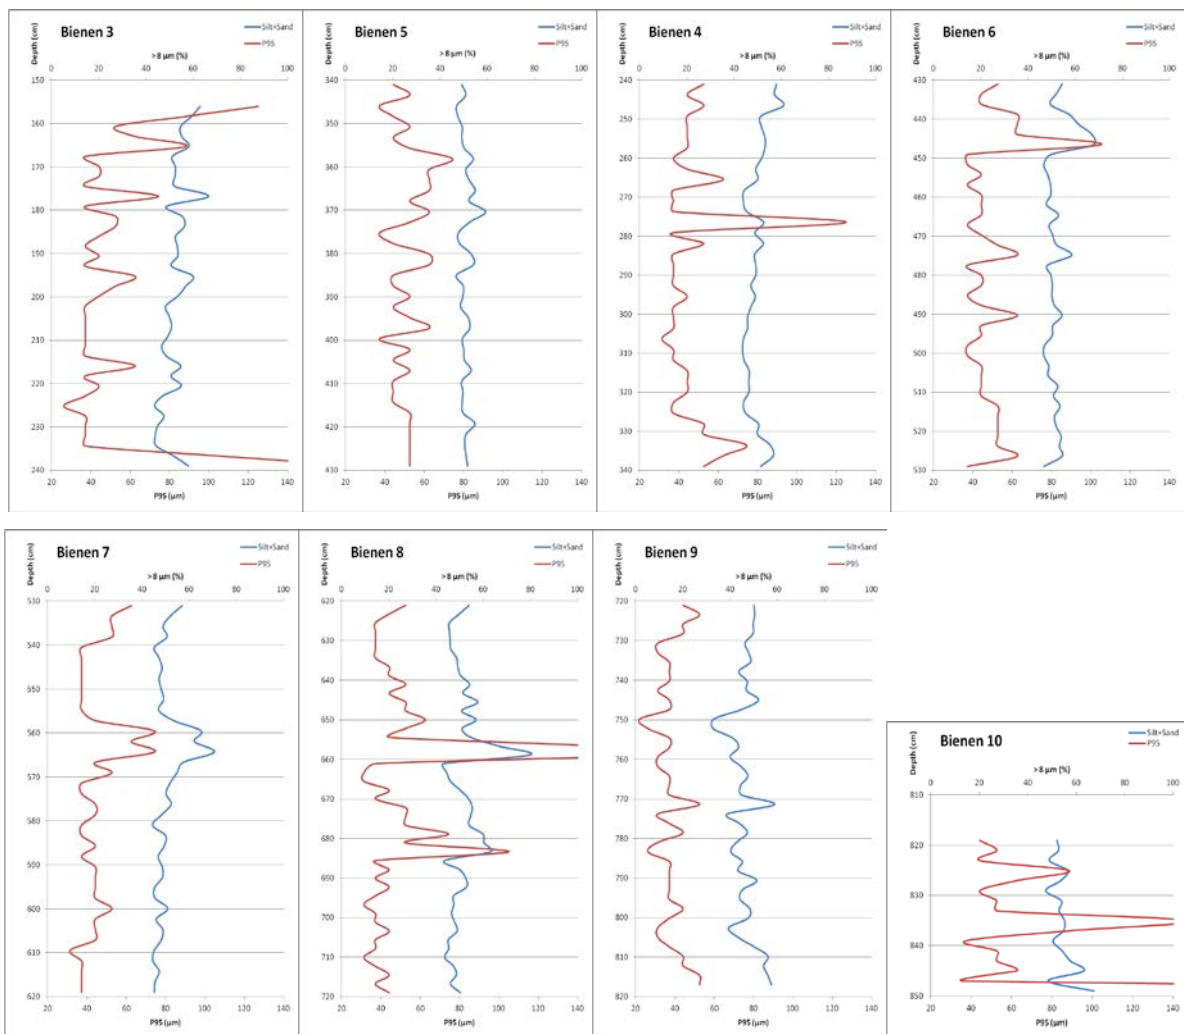 Bienen 3
Silt+Sand
P95
Depth (cm)
>8 µm (%)
0 20 40 60 80 100
150
160
170
180
190
200
210
220
230
240
20 40 60 80 100 120 140
P95 (µm)
Bienen 5
Silt+Sand
P95
Depth (cm)
>8 µm (%)
0 20 40 60 80 100
340
350
360
370
380
390
400
410
420
430
20 40 60 80 100 120 140
P95 (µm)
Bienen 4
Silt+Sand
P95
Depth (cm)
>8 µm (%)
0 20 40 60 80 100
240
250
260
270
280
290
300
310
320
330
340
20 40 60 80 100 120 140
P95 (µm)
Bienen 6
Silt+Sand
P95
Depth (cm)
>8 µm (%)
0 20 40 60 80 100
430
440
450
460
470
480
490
500
510
520
530
20 40 60 80 100 120 140
P95 (µm)
Bienen 7
Silt+Sand
P95
Depth (cm)
>8 µm (%)
0 20 40 60 80 100
530
540
550
560
570
580
590
600
610
620
20 40 60 80 100 120 140
P95 (µm)
Bienen 8
Silt+Sand
P95
Depth (cm)
>8 µm (%)
0 20 40 60 80 100
620
630
640
650
660
670
680
690
700
710
720
20 40 60 80 100 120 140
P95 (µm)
Bienen 9
Silt+Sand
P95
Depth (cm)
>8 µm (%)
0 20 40 60 80 100
720
730
740
750
760
770
780
790
800
810
820
20 40 60 80 100 120 140
P95 (µm)
Bienen 10
Silt+Sand
P95
Depth (cm)
>8 µm (%)
0 20 40 60 80 100
810
820
830
840
850
20 40 60 80 100 120 140
P95 (µm)